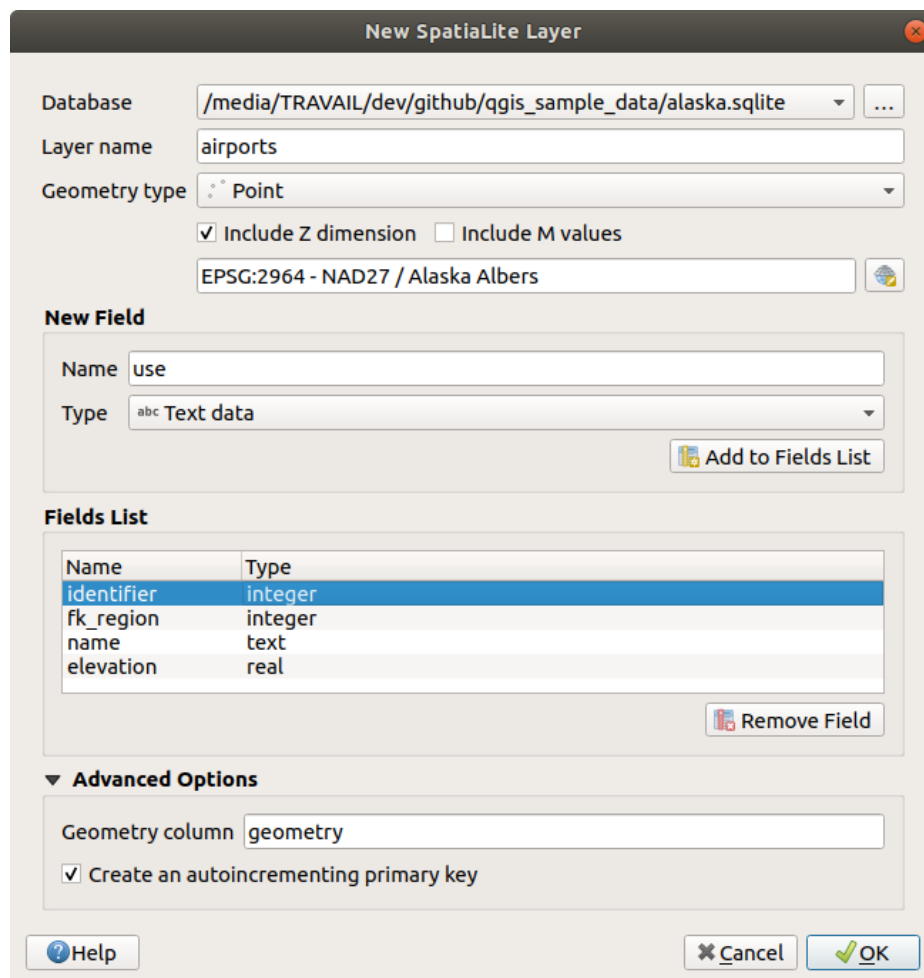 New SpatiaLite Layer
Database /media/TRAVAIL/dev/github/qgis_sample_data/alaska.sqlite ...
Layer name airports
Geometry type Point
Include Z dimension Include M values
EPSG:2964 - NAD27 / Alaska Albers
New Field
Name use
Type abc Text data
Add to Fields List
Fields List
Name Type
identifier integer
fk_region integer
name text
elevation real
Remove Field
Advanced Options
Geometry column geometry
Create an autoincrementing primary key
?Help Cancel OK